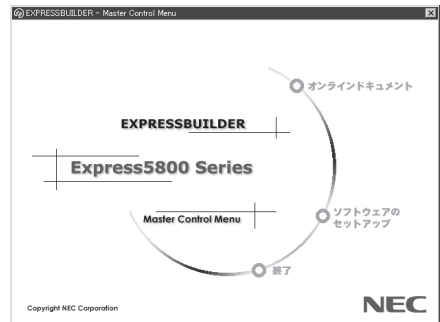 EXPRESSBUILDER - Master Control Menu
オンラインドキュメント
EXPRESSBUILDER
Express5800 Series
Master Control Menu
ソフトウェアの
セットアップ
終了
Copyright NEC Corporation
NEC